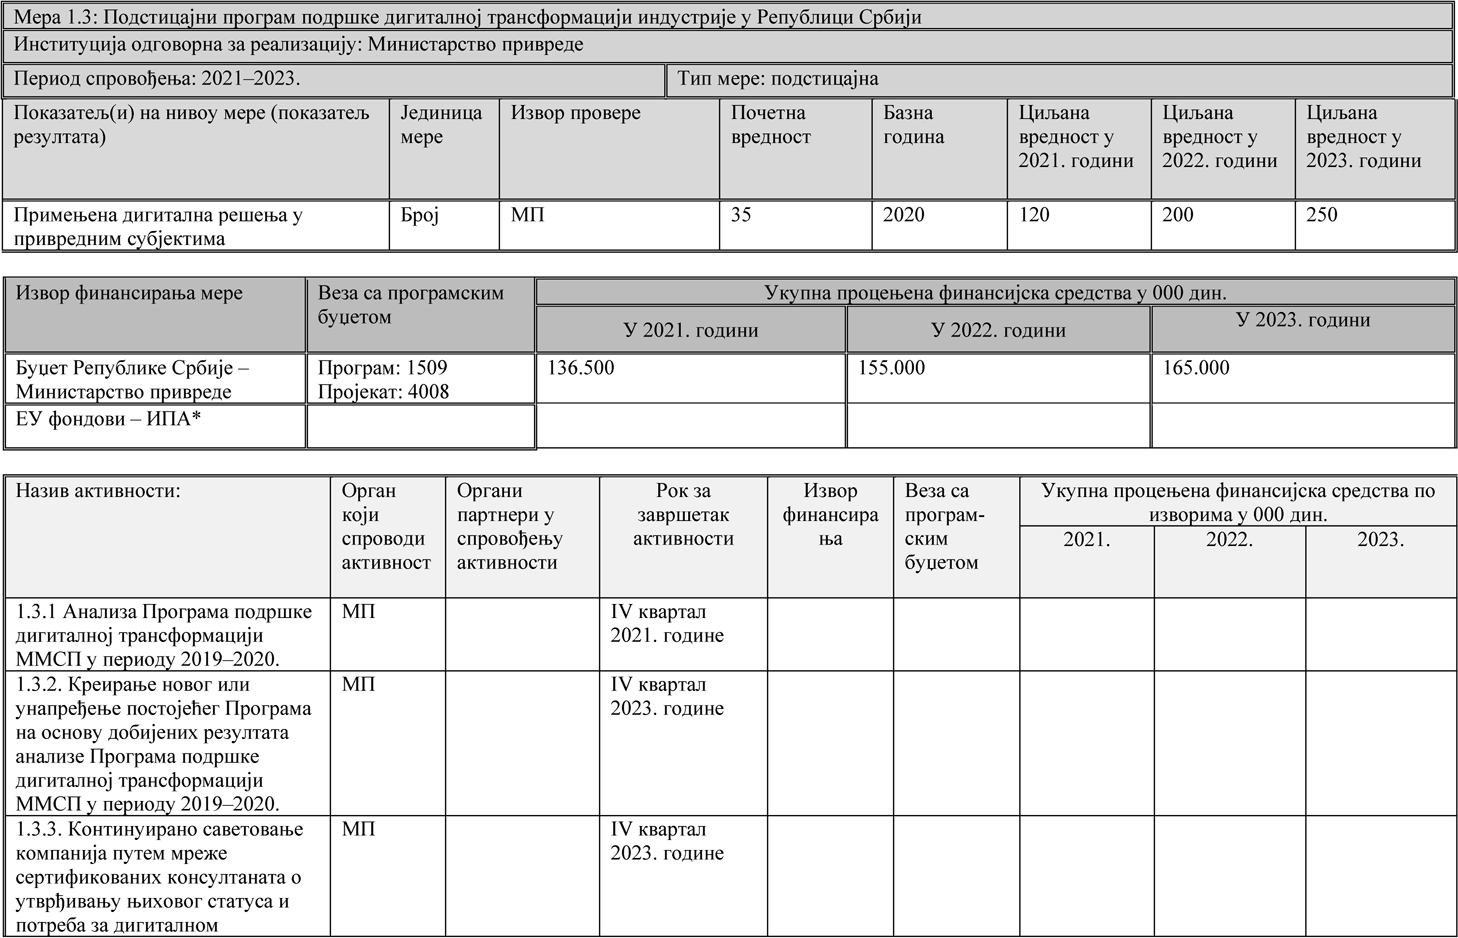 Мера 1.3: Подстицајни програм подршке дигиталној трансформацији индустрије у Републици Србији
Институција одговорна за реализацију: Министарство привреде
Период спровођења: 2021–2023.
Тип мере: подстицајна
Показатељ(и) на нивоу мере (показатељ
резултата)
Јединица
мере
Извор провере
Почетна
вредност
Базна
година
Циљана
вредност у
2021. години
Циљана
вредност у
2022. години
Циљана
вредност у
2023. години
Примењена дигитална решења у
привредним субјектима
Број
МП
35
2020
120
200
250
Извор финансирања мере
Веза са програмским
буџетом
Укупна процењена финансијска средства у 000 дин.
У 2021. години
У 2022. години
У 2023. години
Буџет Републике Србије –
Министарство привреде
Програм: 1509
Пројекат: 4008
136.500
155.000
165.000
ЕУ фондови – ИПА*
Назив активности:
Орган
који
спроводи
активност
Органи
партнери у
спровођењу
активности
Рок за
завршетак
активности
Извор
финансира
ња
Веза са
програм-
ским
буџетом
Укупна процењена финансијска средства по
изворима у 000 дин.
2021.
2022.
2023.
1.3.1 Анализа Програма подршке
дигиталној трансформацији
ММСП у периоду 2019–2020.
МП
IV квартал
2021. године
1.3.2. Креирање новог или
унапређење постојећег Програма
на основу добијених резултата
анализе Програма подршке
дигиталној трансформацији
ММСП у периоду 2019–2020.
МП
IV квартал
2023. године
1.3.3. Континуирано саветовање
компанија путем мреже
сертификованих консултаната о
утврђивању њиховог статуса и
потреба за дигиталном
МП
IV квартал
2023. године